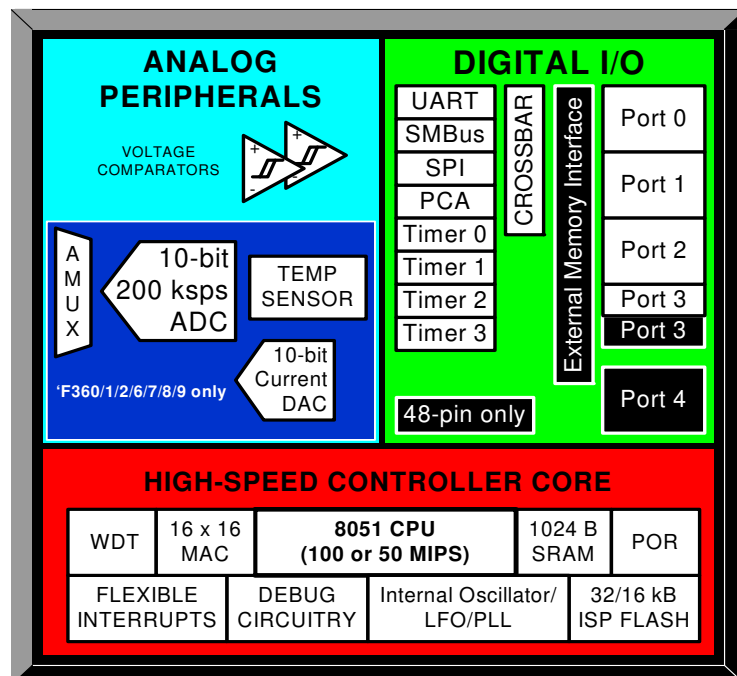 ANALOG
PERIPHERALS
VOLTAGE
COMPARATORS
+
-
+
-
A
M
U
X
10-bit
200 ksps
ADC
TEMP
SENSOR
10-bit
Current
DAC
'F360/1/2/6/7/8/9 only
DIGITAL I/O
UART
SMBus
SPI
PCA
Timer 0
Timer 1
Timer 2
Timer 3
CROSSBAR
External Memory Interface
Port 0
Port 1
Port 2
Port 3
Port 3
Port 4
48-pin only
HIGH-SPEED CONTROLLER CORE
WDT
16 x 16
MAC
8051 CPU
(100 or 50 MIPS)
1024 B
SRAM
POR
FLEXIBLE
INTERRUPTS
DEBUG
CIRCUITRY
Internal Oscillator/
LFO/PLL
32/16 kB
ISP FLASH